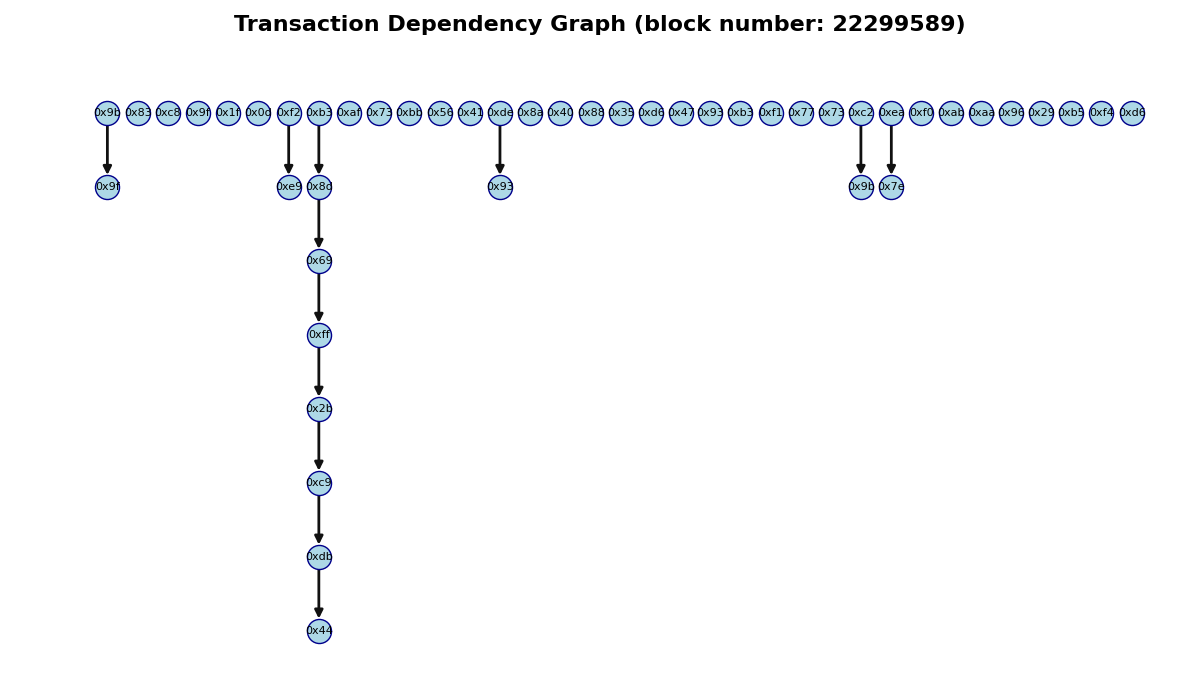 Transaction Dependency Graph (block number: 22299589)
0x9b 0x83 0xc8 0x9f 0x1f 0x0d 0xf2 0xb3 0xaf 0x73 0xbb 0x56 0x41 0xde 0x8a 0x40 0x88 0x35 0xd6 0x47 0x93 0xb3 0xf1 0x77 0x73 0xc2 0xea 0xf0 0xab 0xaa 0x96 0x29 0xb5 0xf4 0xd6
0x9f 0xe9 0x8d 0x93 0x9b 0x7e
0x69
0xff
0x2b
0xc9
0xdb
0x44